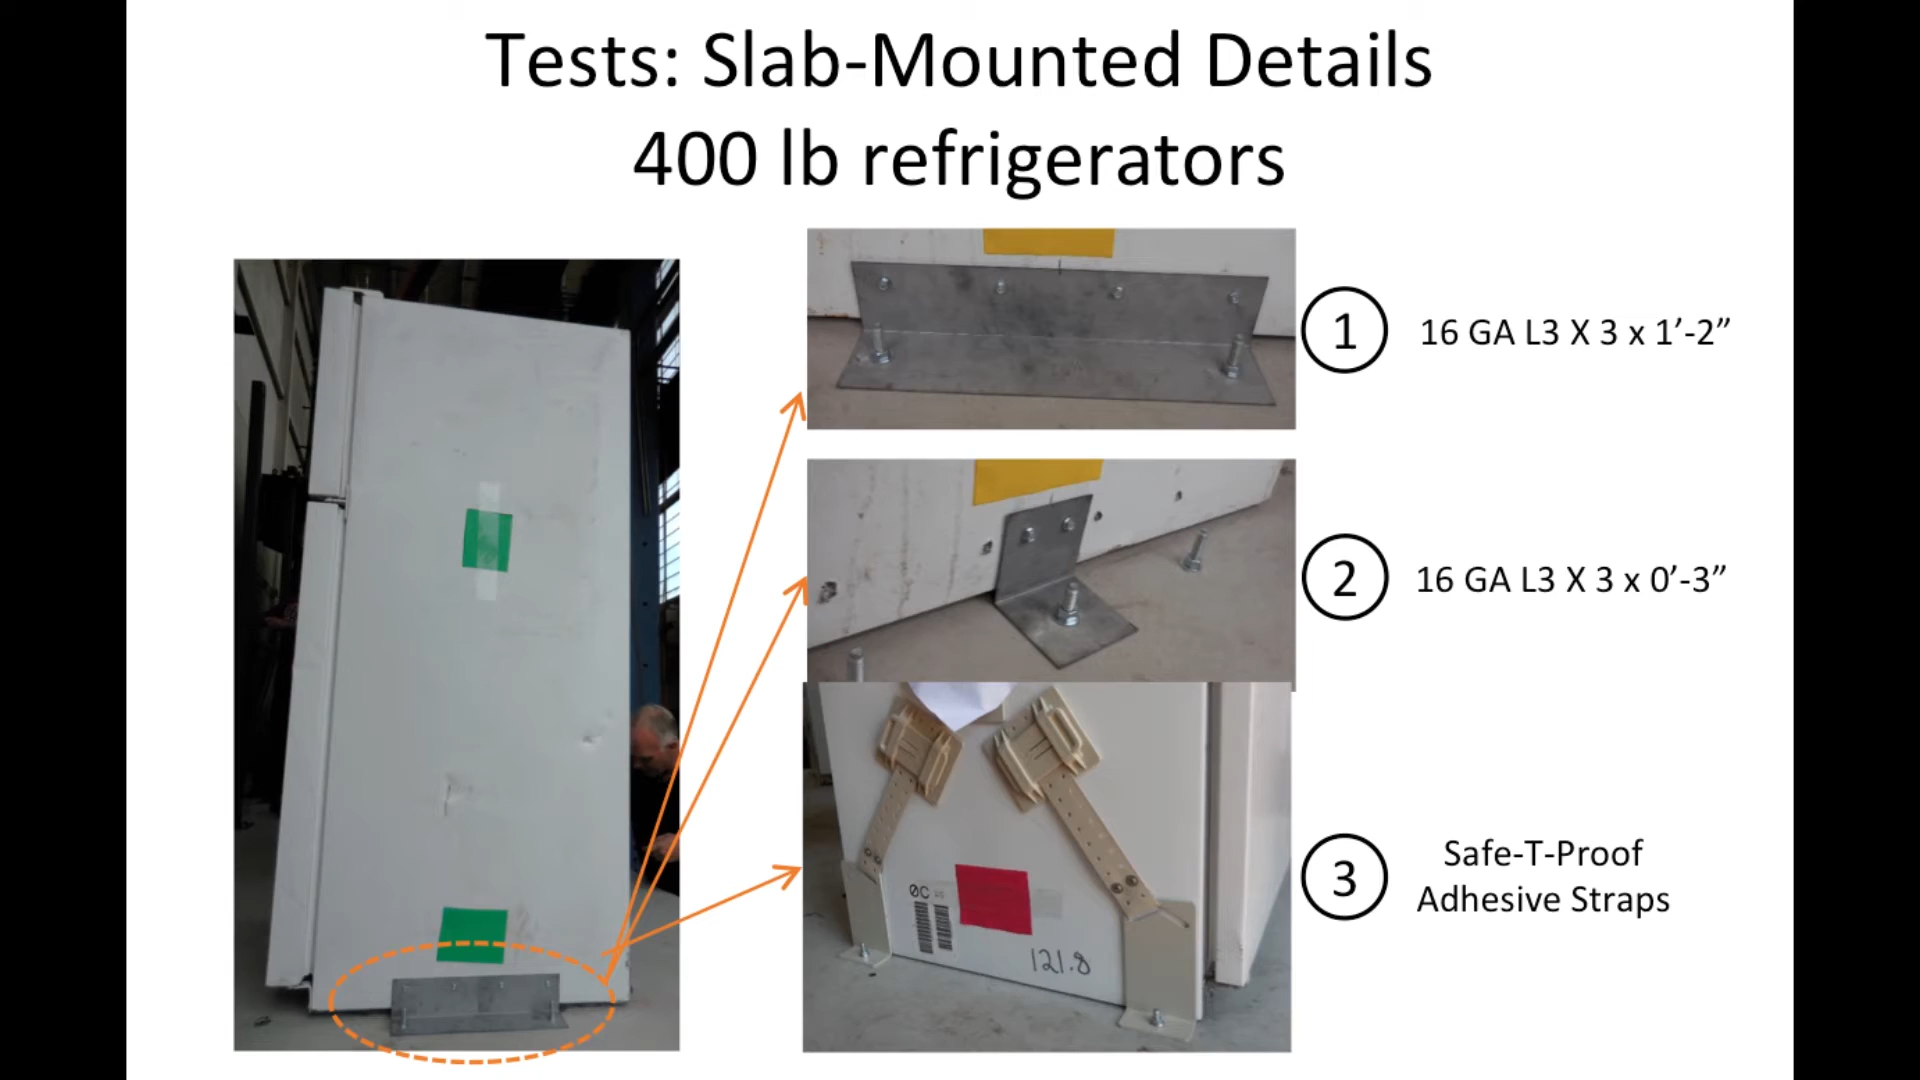 Tests: Slab-Mounted Details
400 lb refrigerators
1
16 GA L3 X 3 x 1’-2”
2
16 GA L3 X 3 x 0’-3”
3
Safe-T-Proof
Adhesive Straps
0C
121.8